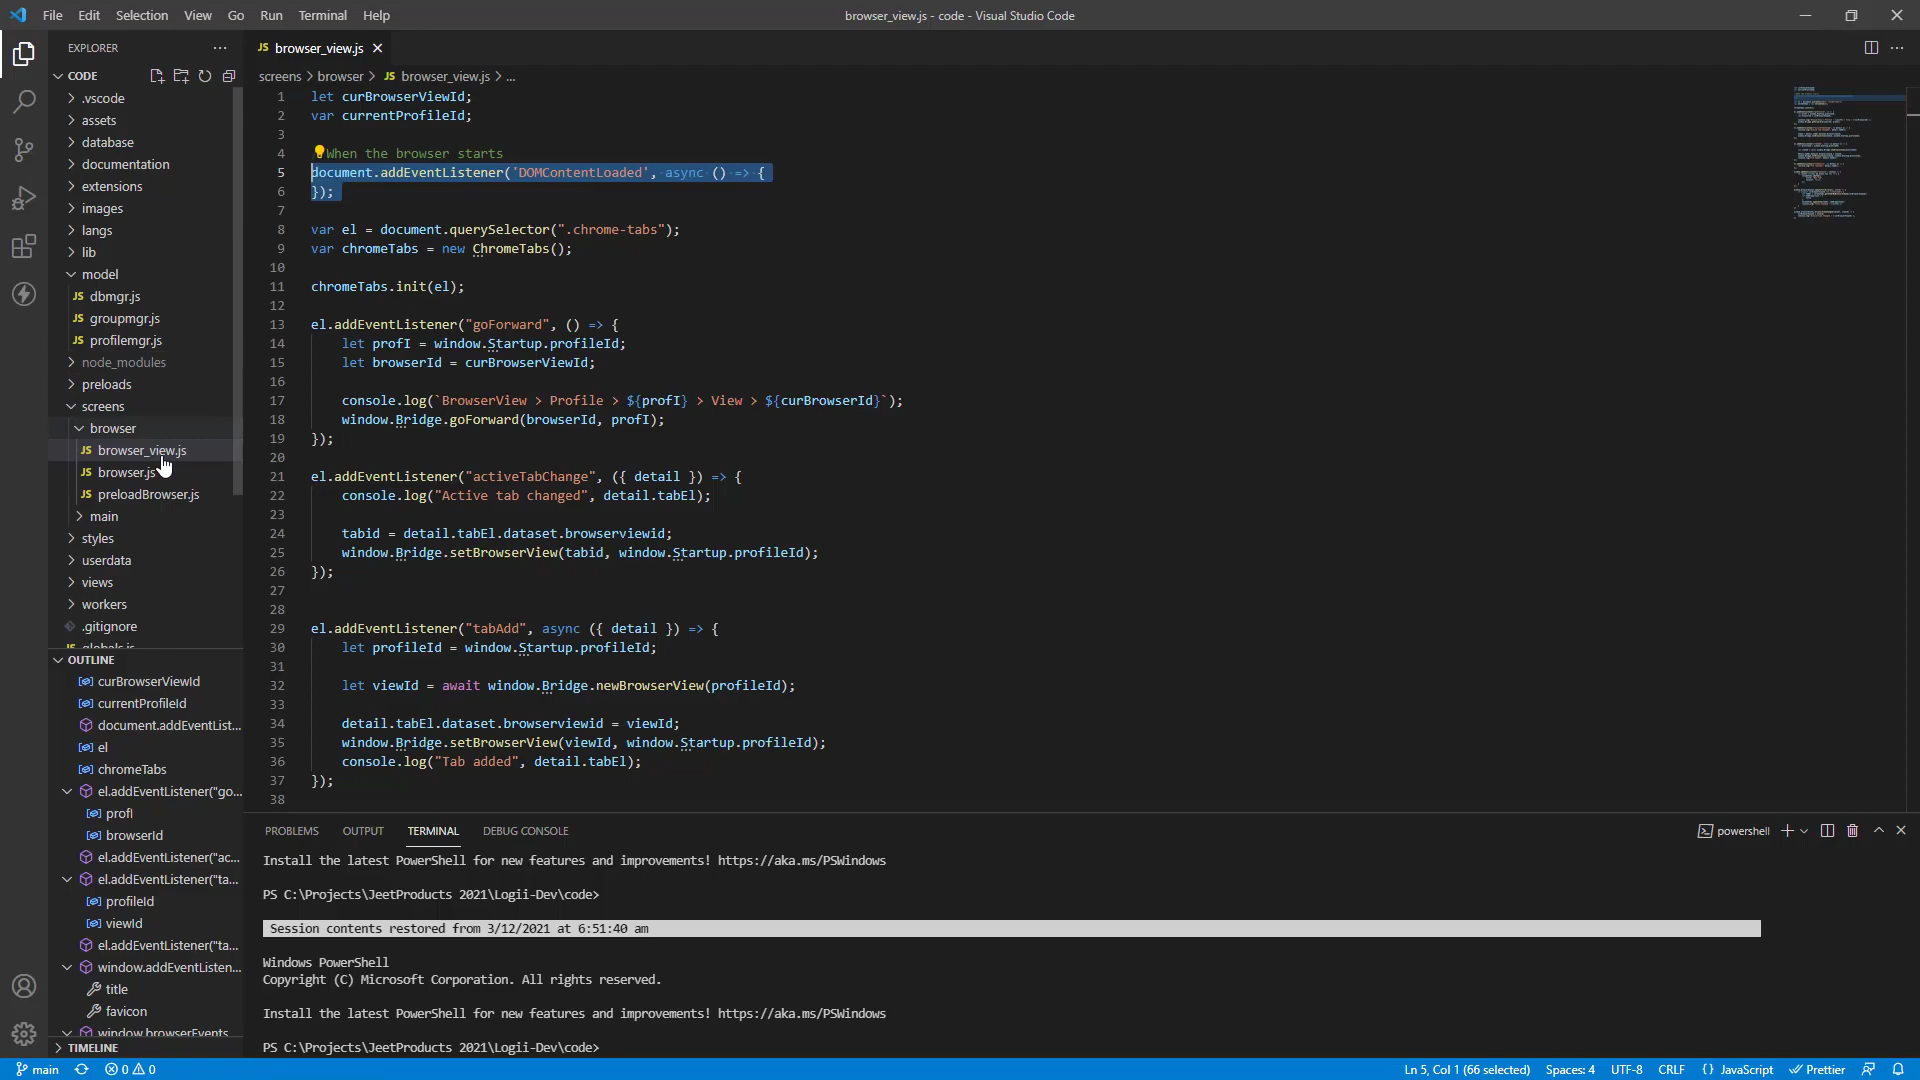 File Edit Selection View Go Run Terminal Help
browser_view.js - code - Visual Studio Code
EXPLORER
CODE
.vscode
assets
database
documentation
extensions
images
langs
lib
model
JS dbmgr.js
JS groupmgr.js
JS profilemgr.js
node_modules
preloads
screens
browser
JS browser_view.js
JS browser.js
JS preloadBrowser.js
main
styles
userdata
views
workers
.gitignore
OUTLINE
curBrowserViewId
currentProfileId
document.addEventList...
el
chromeTabs
el.addEventListener("go...
profI
browserId
el.addEventListener("ac...
el.addEventListener("ta...
profileId
viewId
el.addEventListener("ta...
window.addEventListen...
title
favicon
window.browserEvents
TIMELINE
JS browser_view.js
screens > browser > JS browser_view.js > ...
1 let curBrowserViewId;
2 var currentProfileId;
3
4 When the browser starts
5 document.addEventListener('DOMContentLoaded', async () => {
6 });
7
8 var el = document.querySelector(".chrome-tabs");
9 var chromeTabs = new ChromeTabs();
10
11 chromeTabs.init(el);
12
13 el.addEventListener("goForward", () => {
14 let profI = window.Startup.profileId;
15 let browserId = curBrowserViewId;
16
17 console.log(`BrowserView > Profile > ${profI} > View > ${curBrowserId}`);
18 window.Bridge.goForward(browserId, profI);
19 });
20
21 el.addEventListener("activeTabChange", ({ detail }) => {
22 console.log("Active tab changed", detail.tabEl);
23
24 tabid = detail.tabEl.dataset.browserviewid;
25 window.Bridge.setBrowserView(tabid, window.Startup.profileId);
26 });
27
28
29 el.addEventListener("tabAdd", async ({ detail }) => {
30 let profileId = window.Startup.profileId;
31
32 let viewId = await window.Bridge.newBrowserView(profileId);
33
34 detail.tabEl.dataset.browserviewid = viewId;
35 window.Bridge.setBrowserView(viewId, window.Startup.profileId);
36 console.log("Tab added", detail.tabEl);
37 });
38
PROBLEMS OUTPUT TERMINAL DEBUG CONSOLE
powershell
Install the latest PowerShell for new features and improvements! https://aka.ms/PSWindows
PS C:\Projects\JeetProducts 2021\Logii-Dev\code>
Session contents restored from 3/12/2021 at 6:51:40 am
Windows PowerShell
Copyright (C) Microsoft Corporation. All rights reserved.
Install the latest PowerShell for new features and improvements! https://aka.ms/PSWindows
PS C:\Projects\JeetProducts 2021\Logii-Dev\code>
main 0 0
Ln 5, Col 1 (66 selected) Spaces: 4 UTF-8 CRLF {} JavaScript Prettier